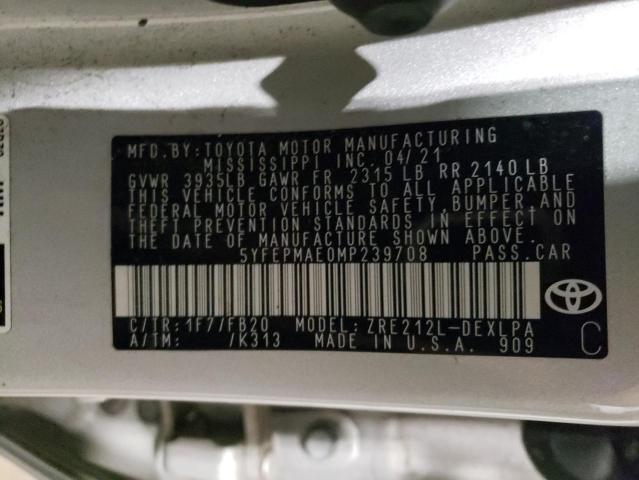 MFD.BY:TOYOTA MOTOR MANUFACTURING
MISSISSIPPI INC. 04/21
GVWR 3935LB GAWR FR 2315 LB RR 2140 LB
THIS VEHICLE CONFORMS TO ALL APPLICABLE
FEDERAL MOTOR VEHICLE SAFETY, BUMPER, AND
THEFT PREVENTION STANDARDS IN EFFECT ON
THE DATE OF MANUFACTURE SHOWN ABOVE.
5YFEPMAE0MP239708 PASS.CAR
C/TR:1F7/FB20 MODEL: ZRE212L-DEXLPA
A/TM: /K313 MADE IN U.S.A. 909
C